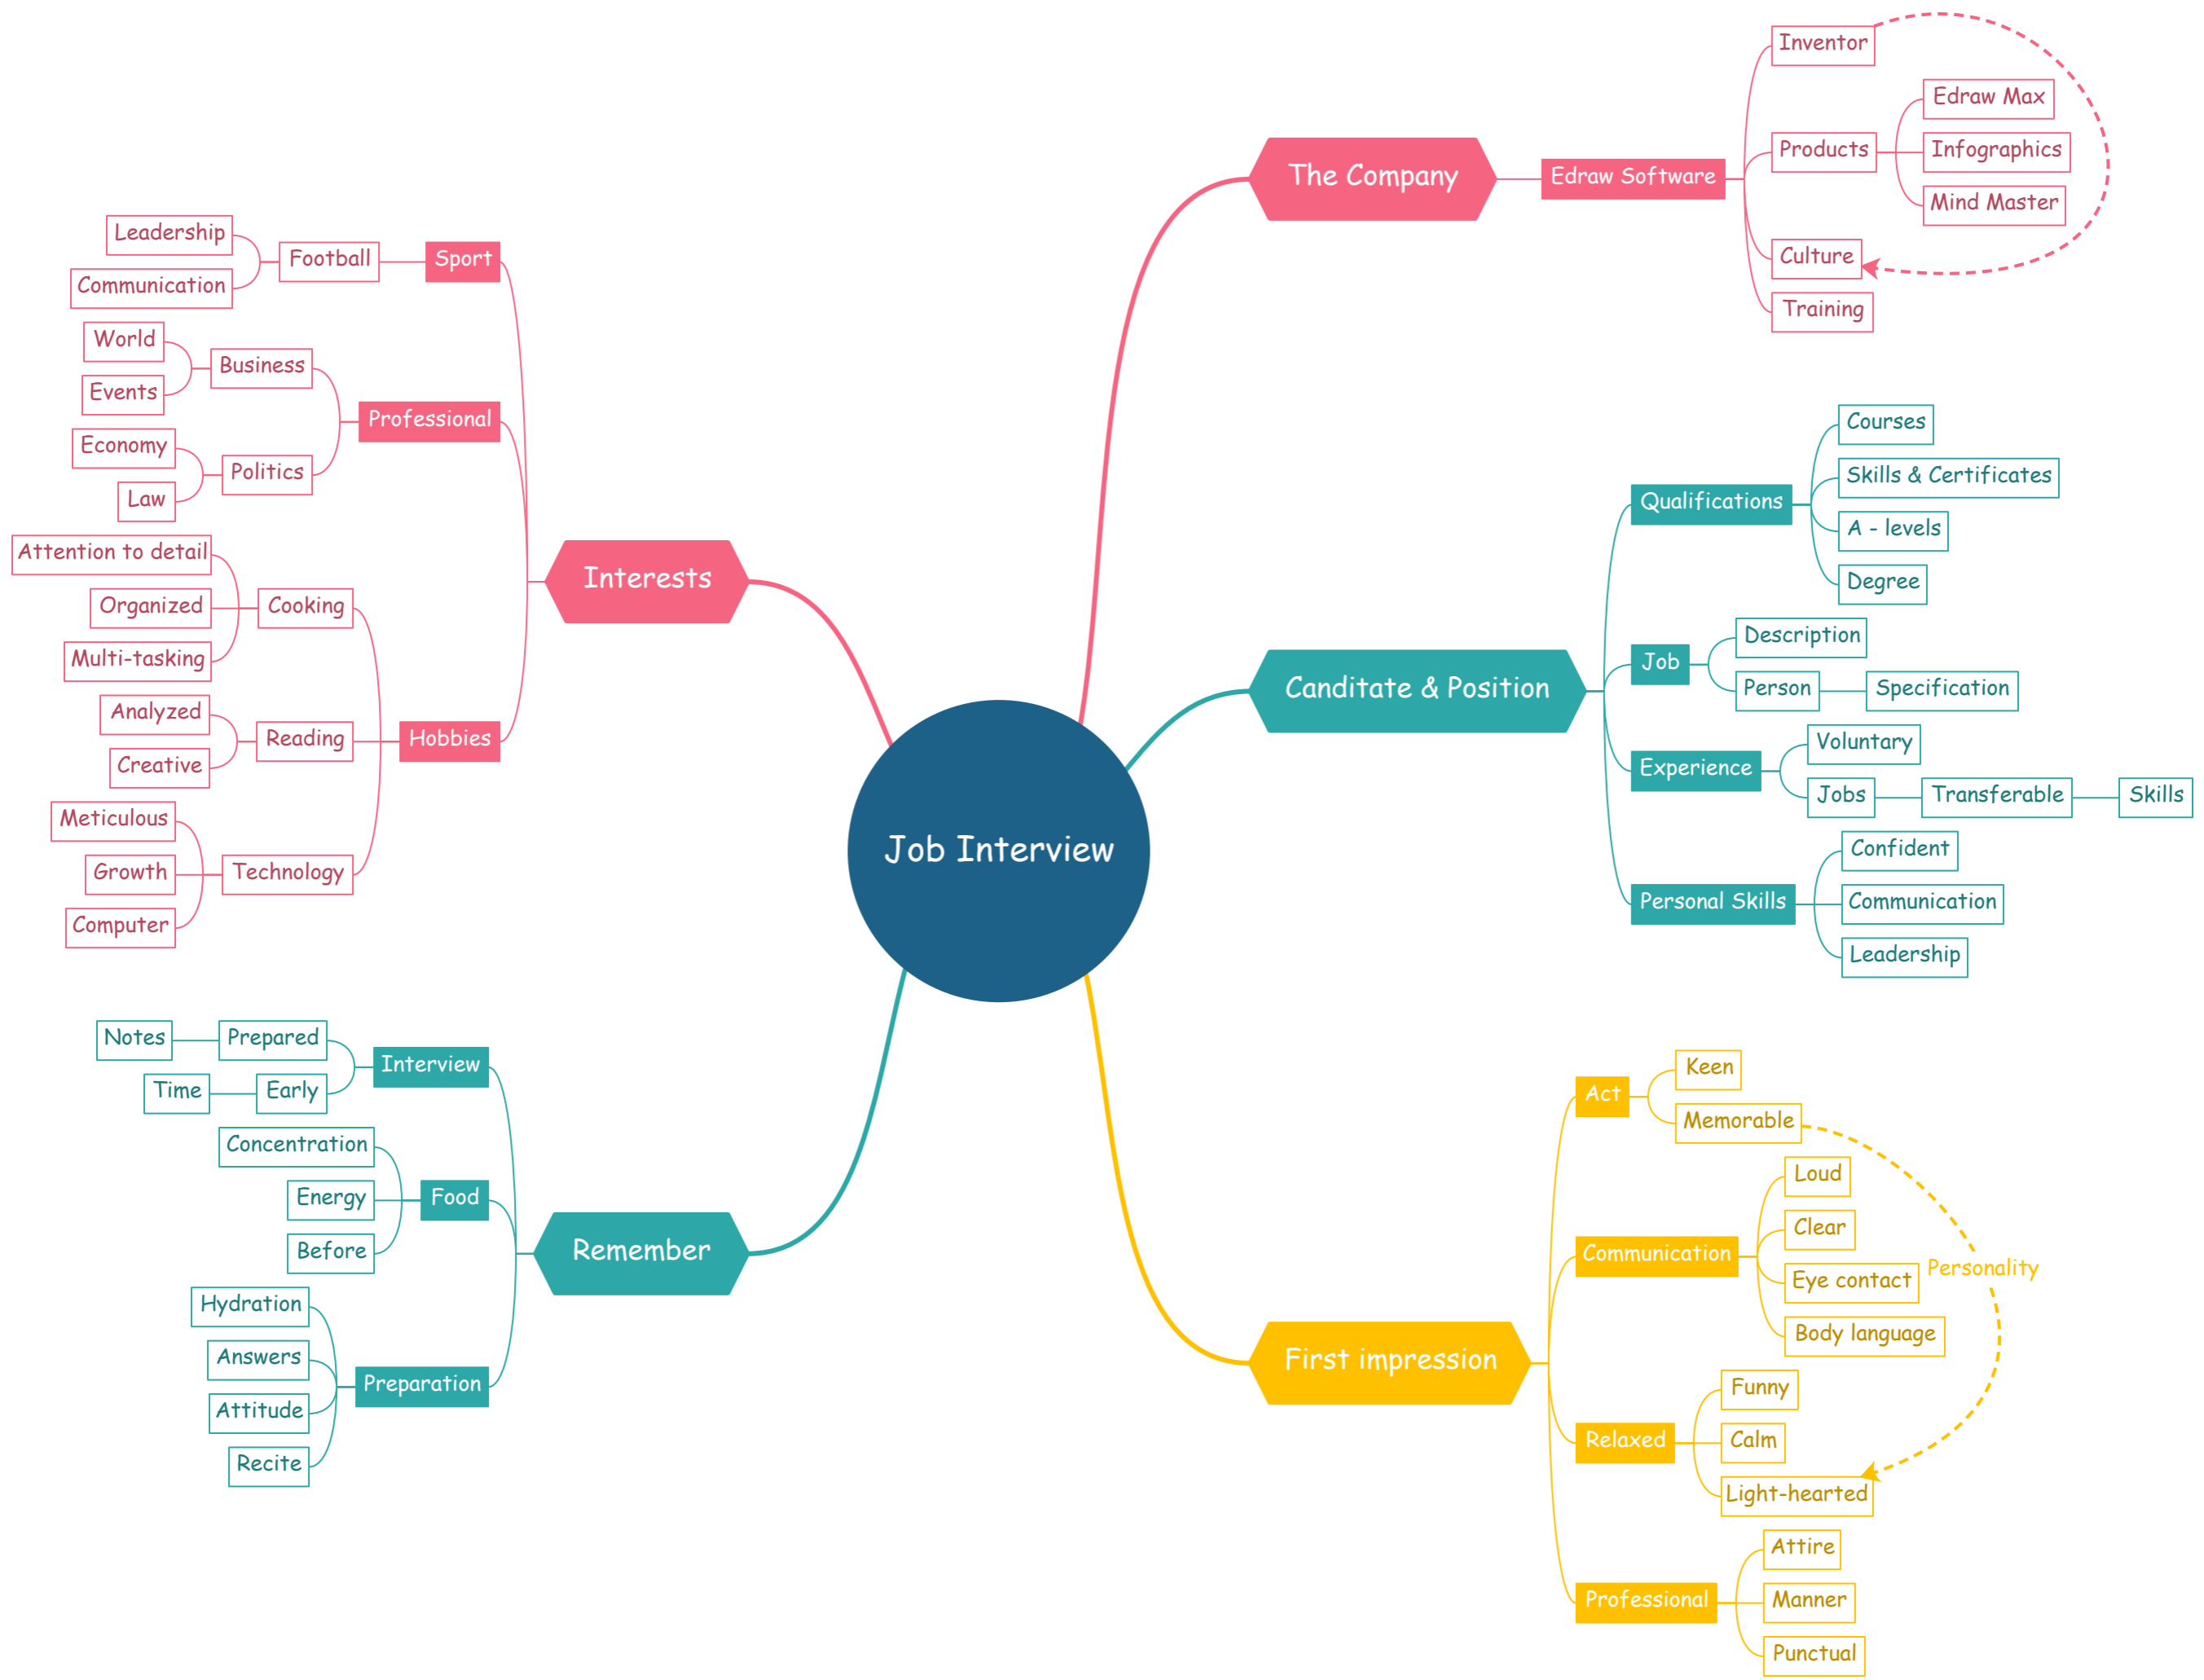 Job Interview
The Company
Edraw Software
Inventor
Products
Edraw Max
Infographics
Mind Master
Culture
Training
Canditate & Position
Qualifications
Courses
Skills & Certificates
A - levels
Degree
Job
Description
Person
Specification
Experience
Voluntary
Jobs
Transferable
Skills
Personal Skills
Confident
Communication
Leadership
First impression
Act
Keen
Memorable
Personality
Communication
Loud
Clear
Eye contact
Body language
Relaxed
Funny
Calm
Light-hearted
Professional
Attire
Manner
Punctual
Interests
Sport
Football
Leadership
Communication
Professional
Business
World
Events
Politics
Economy
Law
Hobbies
Cooking
Attention to detail
Organized
Multi-tasking
Reading
Analyzed
Creative
Technology
Meticulous
Growth
Computer
Remember
Interview
Prepared
Notes
Early
Time
Food
Concentration
Energy
Before
Preparation
Hydration
Answers
Attitude
Recite